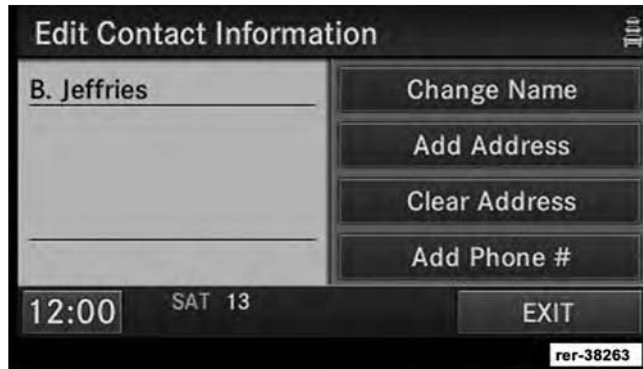 Edit Contact Information
B. Jeffries
Change Name
Add Address
Clear Address
Add Phone #
12:00
SAT 13
EXIT
rer-38263